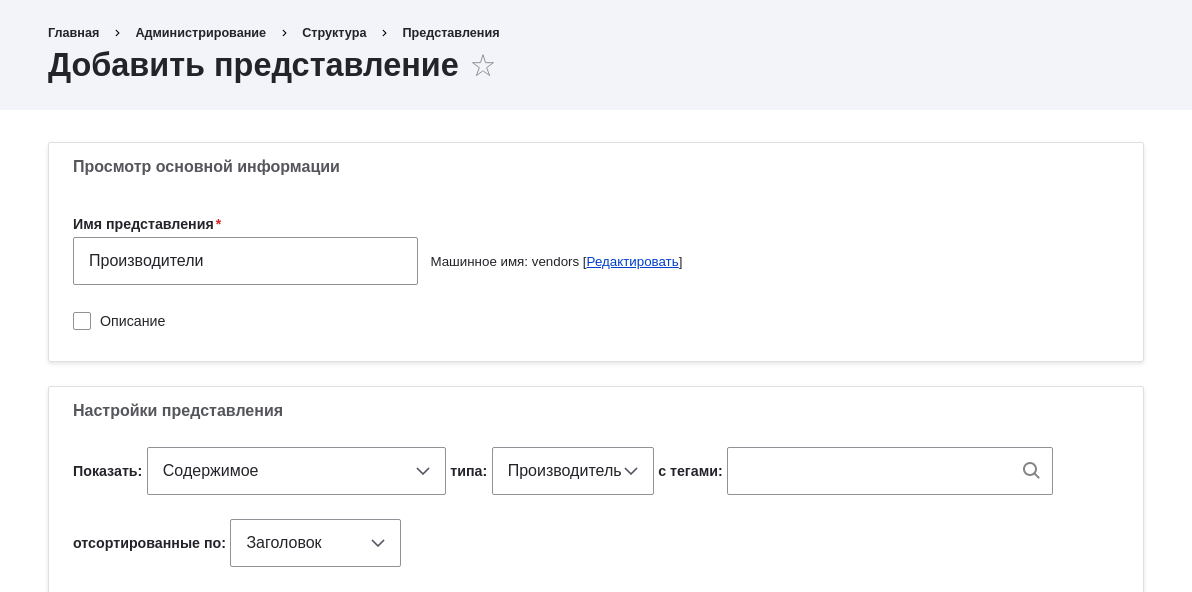 Главная › Администрирование › Структура › Представления
Добавить представление ☆
Просмотр основной информации
Имя представления*
Производители Машинное имя: vendors [Редактировать]
Описание
Настройки представления
Показать: Содержимое типа: Производитель с тегами:
отсортированные по: Заголовок